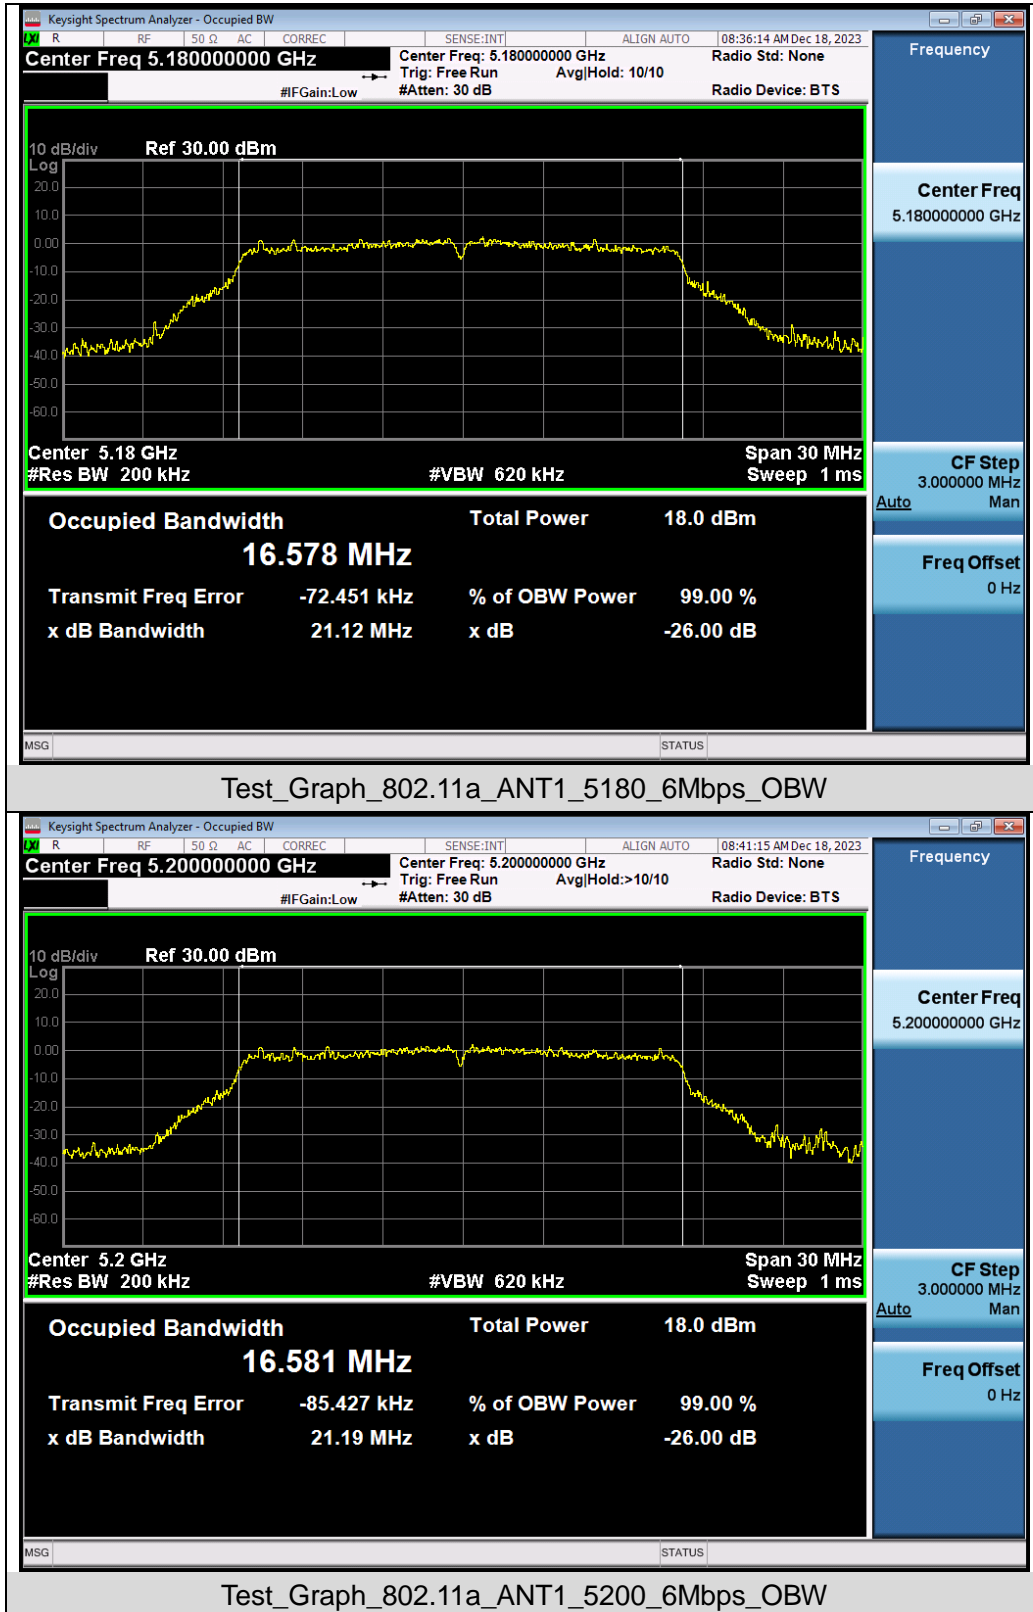 Keysight Spectrum Analyzer - Occupied BW
LXI R RF 50 Ω AC CORREC SENSE:INT ALIGN AUTO 08:36:14 AM Dec 18, 2023
Center Freq 5.180000000 GHz
Center Freq: 5.180000000 GHz
Radio Std: None
Trig: Free Run Avg|Hold: 10/10
#IFGain:Low #Atten: 30 dB Radio Device: BTS
Frequency
10 dB/div Ref 30.00 dBm
Log
20.0
10.0
0.00
-10.0
-20.0
-30.0
-40.0
-50.0
-60.0
Center 5.18 GHz Span 30 MHz
#Res BW 200 kHz #VBW 620 kHz Sweep 1 ms
Center Freq
5.180000000 GHz
CF Step
3.000000 MHz
Auto Man
Freq Offset
0 Hz
Occupied Bandwidth Total Power 18.0 dBm
16.578 MHz
Transmit Freq Error -72.451 kHz % of OBW Power 99.00 %
x dB Bandwidth 21.12 MHz x dB -26.00 dB
MSG STATUS
Test_Graph_802.11a_ANT1_5180_6Mbps_OBW
Keysight Spectrum Analyzer - Occupied BW
LXI R RF 50 Ω AC CORREC SENSE:INT ALIGN AUTO 08:41:15 AM Dec 18, 2023
Center Freq 5.200000000 GHz
Center Freq: 5.200000000 GHz
Radio Std: None
Trig: Free Run Avg|Hold:>10/10
#IFGain:Low #Atten: 30 dB Radio Device: BTS
Frequency
10 dB/div Ref 30.00 dBm
Log
20.0
10.0
0.00
-10.0
-20.0
-30.0
-40.0
-50.0
-60.0
Center 5.2 GHz Span 30 MHz
#Res BW 200 kHz #VBW 620 kHz Sweep 1 ms
Center Freq
5.200000000 GHz
CF Step
3.000000 MHz
Auto Man
Freq Offset
0 Hz
Occupied Bandwidth Total Power 18.0 dBm
16.581 MHz
Transmit Freq Error -85.427 kHz % of OBW Power 99.00 %
x dB Bandwidth 21.19 MHz x dB -26.00 dB
MSG STATUS
Test_Graph_802.11a_ANT1_5200_6Mbps_OBW